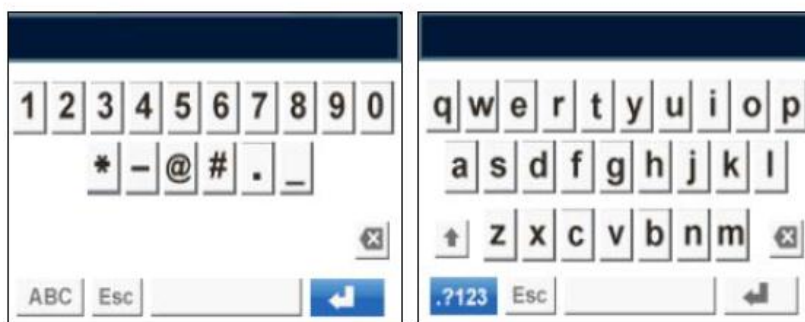 1 2 3 4 5 6 7 8 9 0
* – @ # . _
ABC Esc
q w e r t y u i o p
a s d f g h j k l
z x c v b n m
.?123 Esc